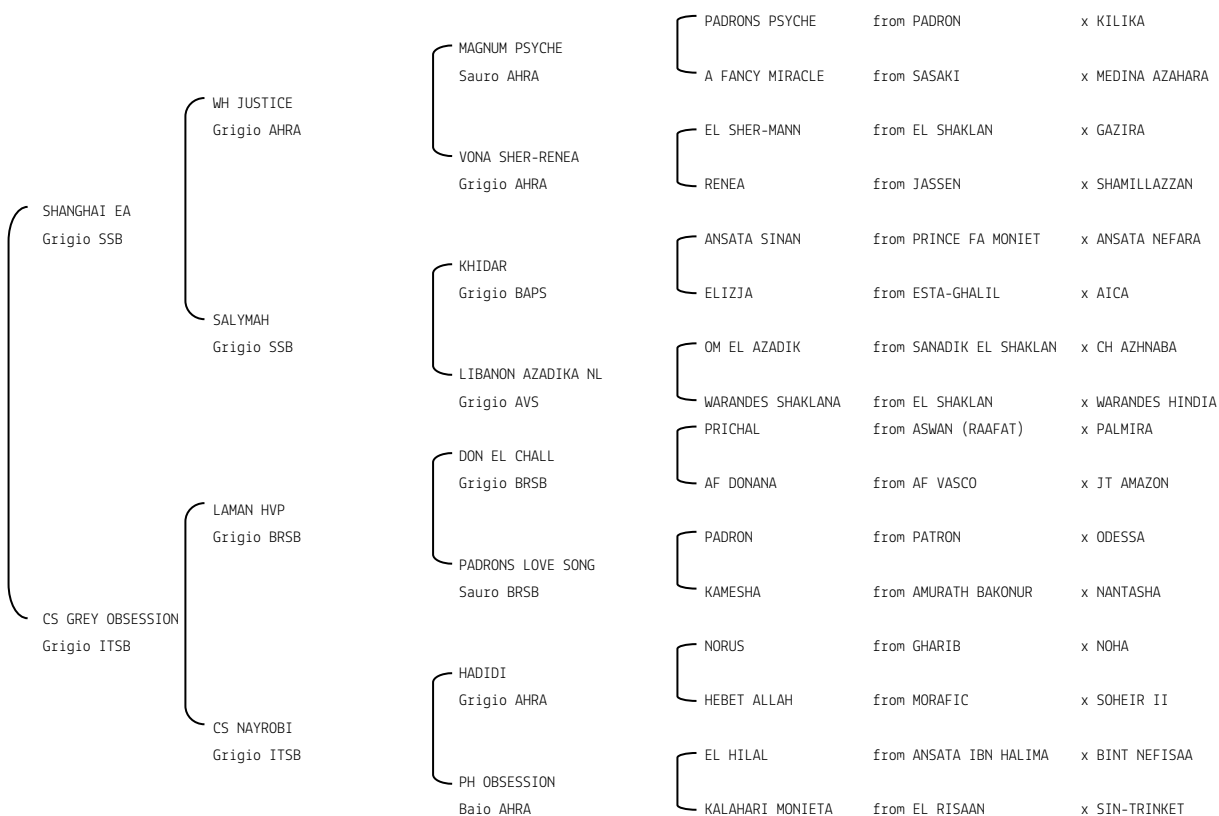 PADRONS PSYCHE from PADRON x KILIKA
MAGNUM PSYCHE
Sauro AHRA A FANCY MIRACLE from SASAKI x MEDINA AZAHARA
WH JUSTICE
Grigio AHRA EL SHER-MANN from EL SHAKLAN x GAZIRA
VONA SHER-RENEA
Grigio AHRA RENEA from JASSEN x SHAMILLAZZAN
SHANGHAI EA
Grigio SSB ANSATA SINAN from PRINCE FA MONIET x ANSATA NEFARA
KHIDAR
Grigio BAPS ELIZJA from ESTA-GHALIL x AICA
SALYMAH
Grigio SSB OM EL AZADIK from SANADIK EL SHAKLAN x CH AZHNABA
LIBANON AZADIKA NL
Grigio AVS WARANDES SHAKLANA from EL SHAKLAN x WARANDES HINDIA
PRICHAL from ASWAN (RAAFAT) x PALMIRA
DON EL CHALL
Grigio BRSB AF DONANA from AF VASCO x JT AMAZON
LAMAN HVP
Grigio BRSB PADRON from PATRON x ODESSA
PADRONS LOVE SONG
Sauro BRSB KAMESHA from AMURATH BAKONUR x NANTASHA
CS GREY OBSESSION
Grigio ITSB NORUS from GHARIB x NOHA
HADIDI
Grigio AHRA HEBET ALLAH from MORAFIC x SOHEIR II
CS NAYROBI
Grigio ITSB EL HILAL from ANSATA IBN HALIMA x BINT NEFISAA
PH OBSESSION
Baio AHRA KALAHARI MONIETA from EL RISAAN x SIN-TRINKET